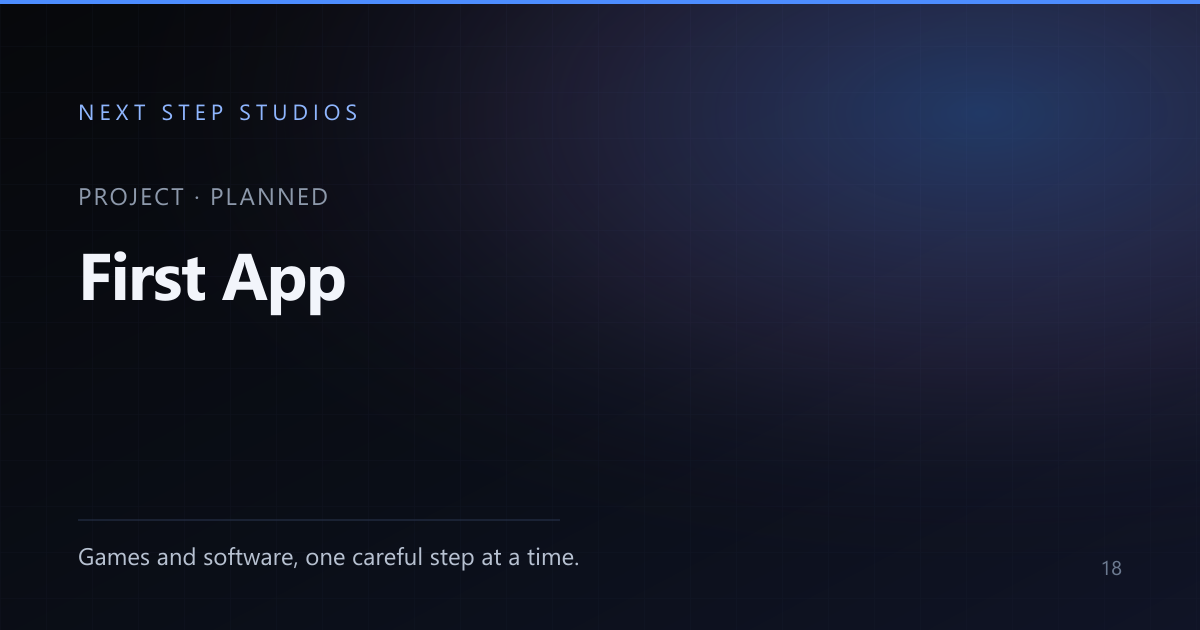 NEXT STEP STUDIOS
PROJECT · PLANNED
First App
Games and software, one careful step at a time.
18